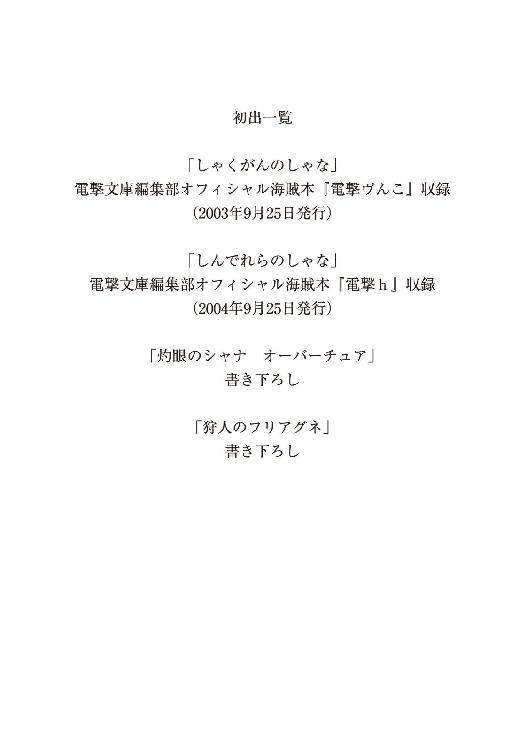 初出一覧
「しゃくがんのしゃな」
電撃文庫編集部オフィシャル海賊本『電撃ヴんこ』収録
（2003年9月25日発行）
「しんでれらのしゃな」
電撃文庫編集部オフィシャル海賊本『電撃ｈ』収録
（2004年9月25日発行）
「灼眼のシャナ　オーバーチュア」
書き下ろし
「狩人のフリアグネ」
書き下ろし